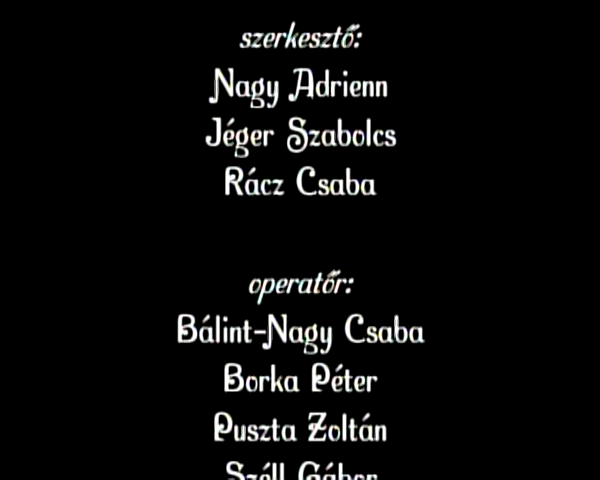 szerkesztő:
Nagy Adrienn
Jéger Szabolcs
Rácz Csaba
operatőr:
Bálint-Nagy Csaba
Borka Péter
Puszta Zoltán